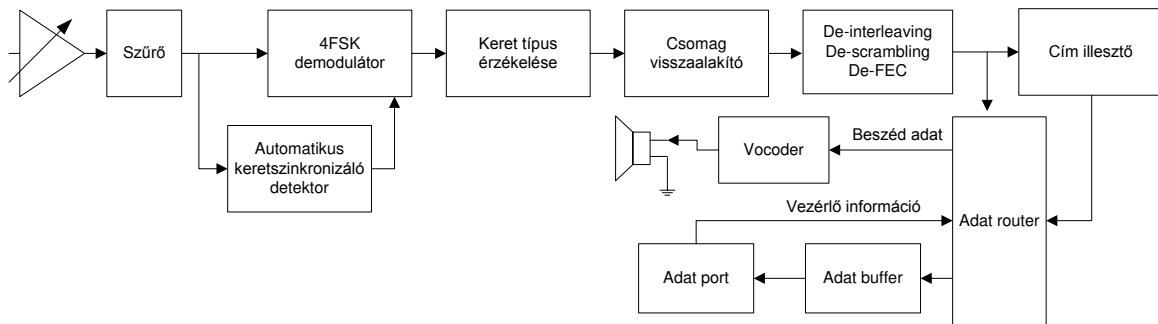 Szűrő
4FSK
demodulátor
Keret típus
érzékelése
Csomag
visszaalakító
De-interleaving
De-scrambling
De-FEC
Cím illesztő
Automatikus
keretszinkronizáló
detektor
Vocoder
Beszéd adat
Vezérlő információ
Adat router
Adat port
Adat buffer